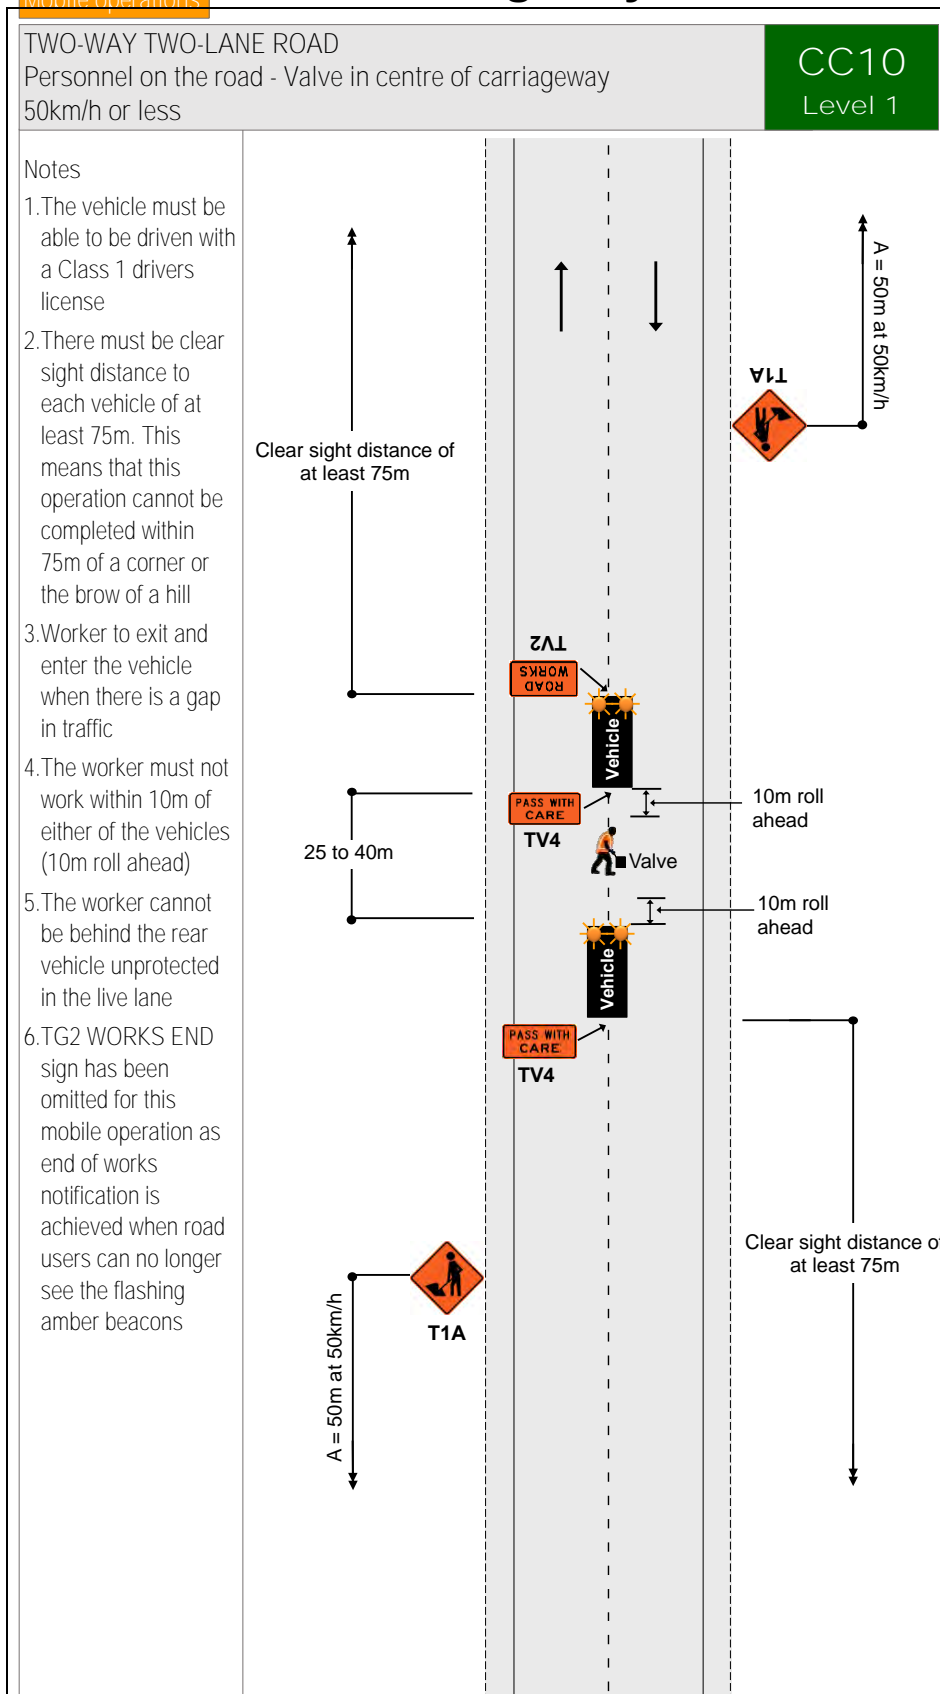 Mobile operations
TWO-WAY TWO-LANE ROAD
Personnel on the road - Valve in centre of carriageway
50km/h or less
CC10
Level 1
Notes
1.The vehicle must be
able to be driven with
a Class 1 drivers
license
2.There must be clear
sight distance to
each vehicle of at
least 75m. This
means that this
operation cannot be
completed within
75m of a corner or
the brow of a hill
3.Worker to exit and
enter the vehicle
when there is a gap
in traffic
4.The worker must not
work within 10m of
either of the vehicles
(10m roll ahead)
5.The worker cannot
be behind the rear
vehicle unprotected
in the live lane
6.TG2 WORKS END
sign has been
omitted for this
mobile operation as
end of works
notification is
achieved when road
users can no longer
see the flashing
amber beacons
A = 50m at 50km/h
T1A
Clear sight distance of
at least 75m
TV2
ROAD
WORKS
Vehicle
PASS WITH
CARE
TV4
10m roll
ahead
25 to 40m
Valve
10m roll
ahead
Vehicle
PASS WITH
CARE
TV4
Clear sight distance of
at least 75m
T1A
A = 50m at 50km/h